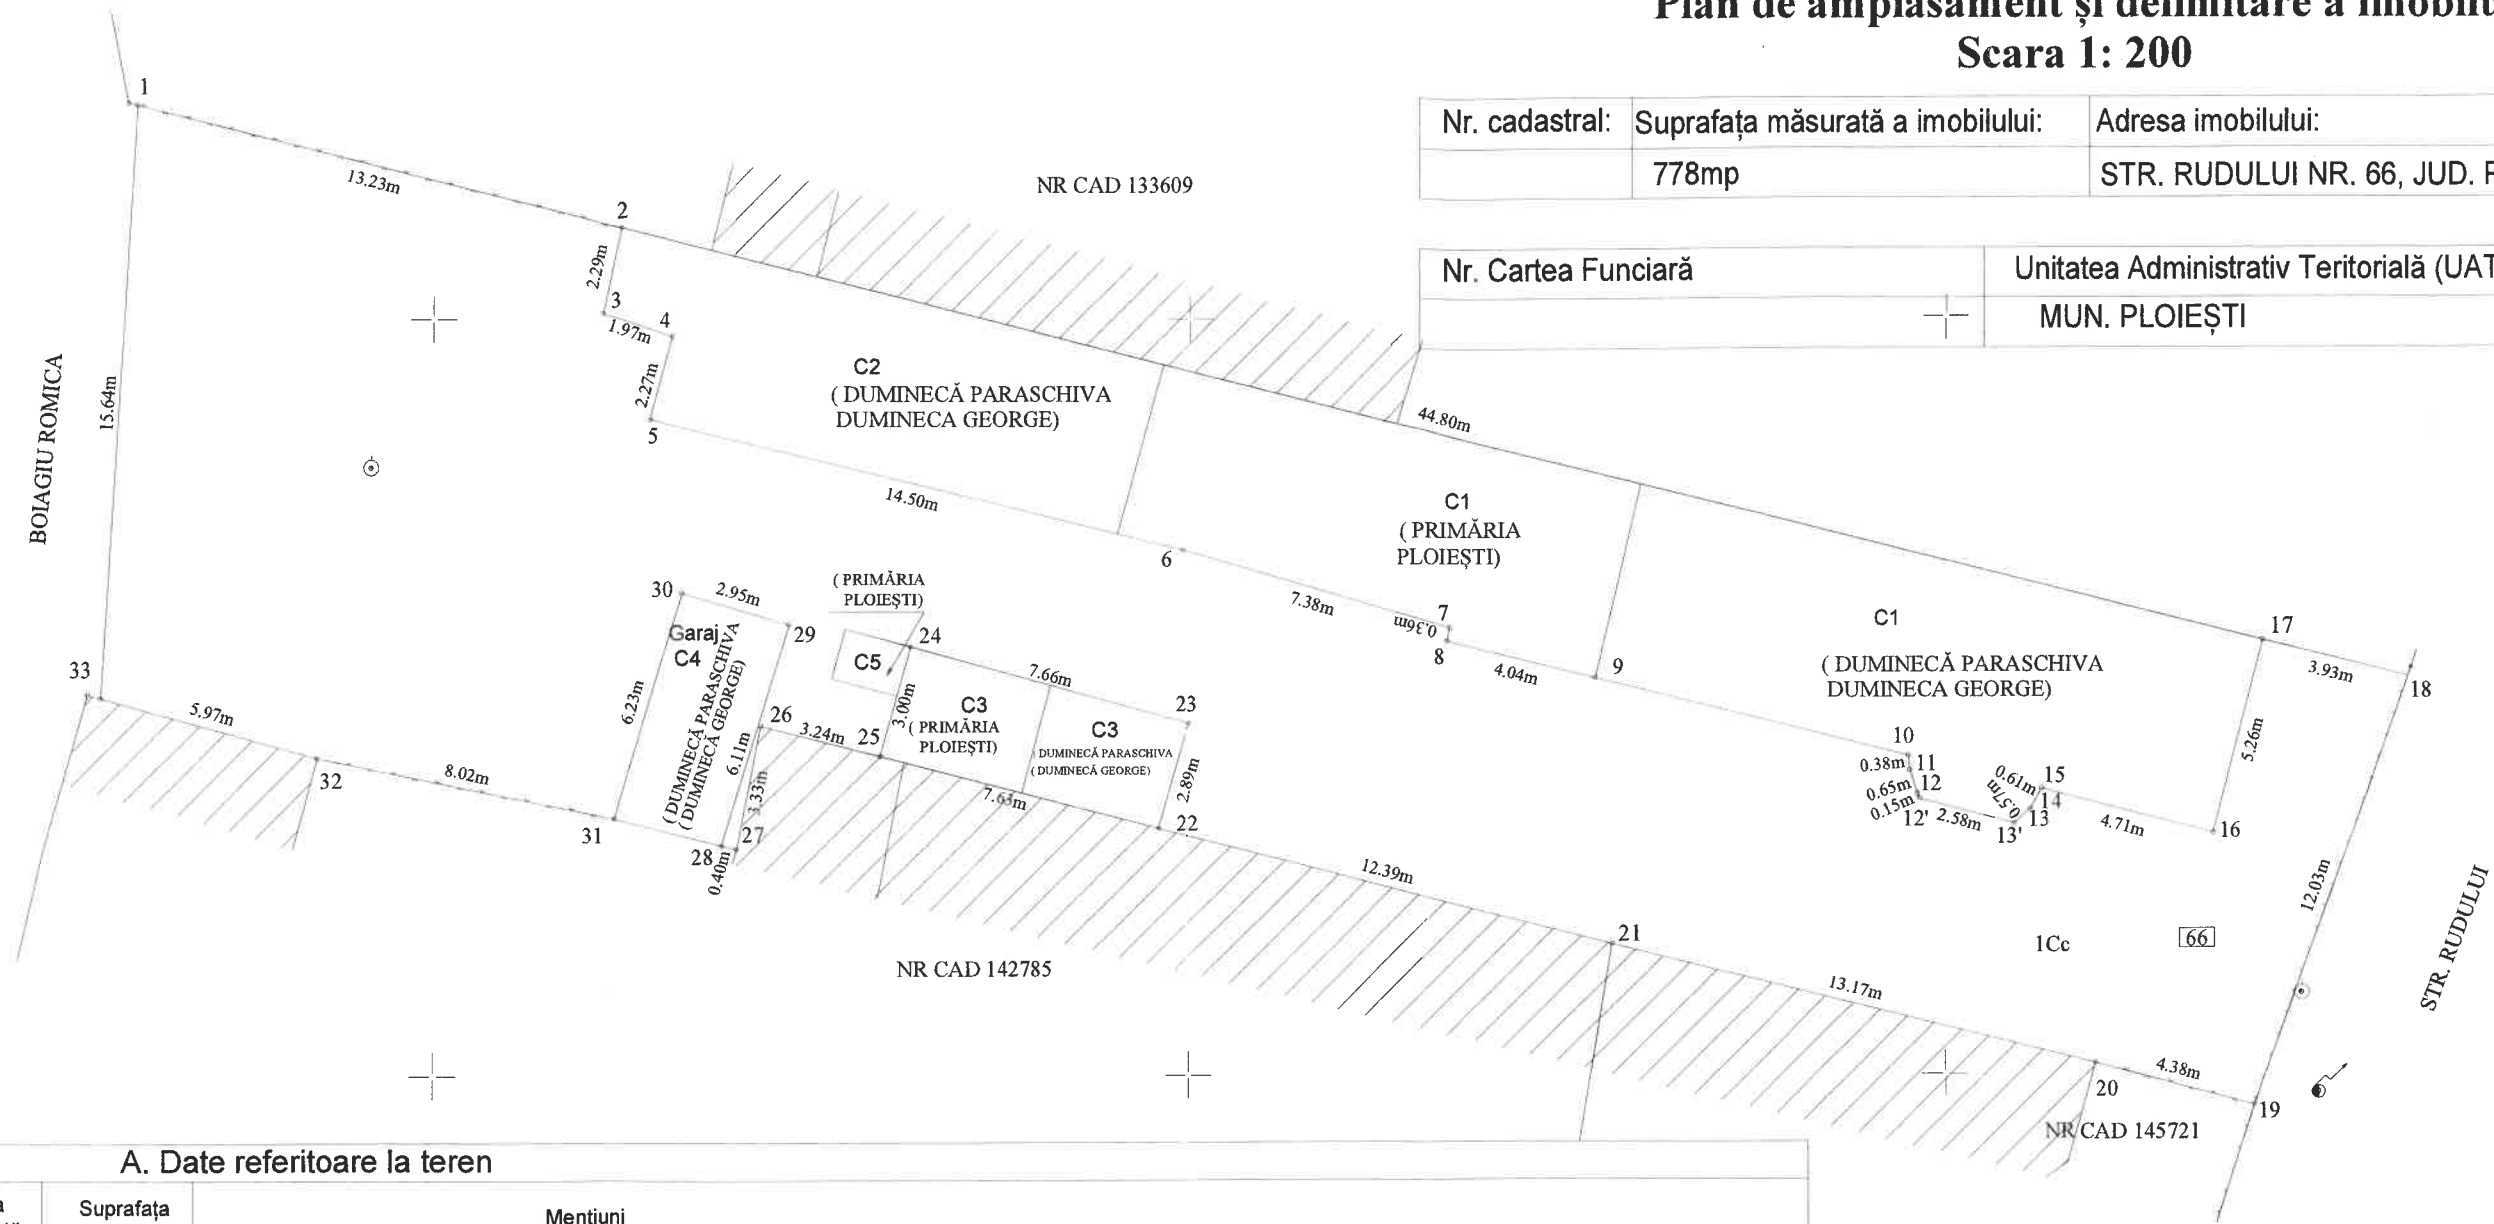 Plan de amplasament și delimitare a imobilu
Scara 1: 200
Nr. cadastral:
Suprafața măsurată a imobilului:
Adresa imobilului:
778mp
STR. RUDULUI NR. 66, JUD. P
Nr. Cartea Funciară
Unitatea Administrativ Teritorială (UAT
MUN. PLOIEȘTI
1
13.23m
2
NR CAD 133609
2.29m
3
4
1.97m
2.27m
5
C2
( DUMINECĂ PARASCHIVA
DUMINECA GEORGE)
44.80m
BOIAGIU ROMICA
15.64m
14.50m
C1
( PRIMĂRIA
PLOIEȘTI)
6
7.38m
7
0.36m
8
4.04m
9
C1
( DUMINECĂ PARASCHIVA
DUMINECA GEORGE)
17
3.93m
18
30
2.95m
29
Garaj
C4
(DUMINECĂ PARASCHIVA
(DUMINECĂ GEORGE)
6.23m
6.11m
( PRIMĂRIA
PLOIEȘTI)
C5
24
7.66m
23
3.00m
C3
( PRIMĂRIA
PLOIEȘTI)
C3
( DUMINECĂ PARASCHIVA
( DUMINECĂ GEORGE)
2.89m
26
3.24m
25
3.33m
7.63m
22
33
5.97m
32
8.02m
31
28
27
0.40m
10
0.38m
11
0.65m
12
0.15m
12'
2.58m
13'
13
0.57m
14
0.61m
15
4.71m
16
5.26m
12.03m
STR. RUDULUI
12.39m
21
1Cc
66
13.17m
NR CAD 142785
20
4.38m
19
NR CAD 145721
A. Date referitoare la teren
Suprafața
Mențiuni